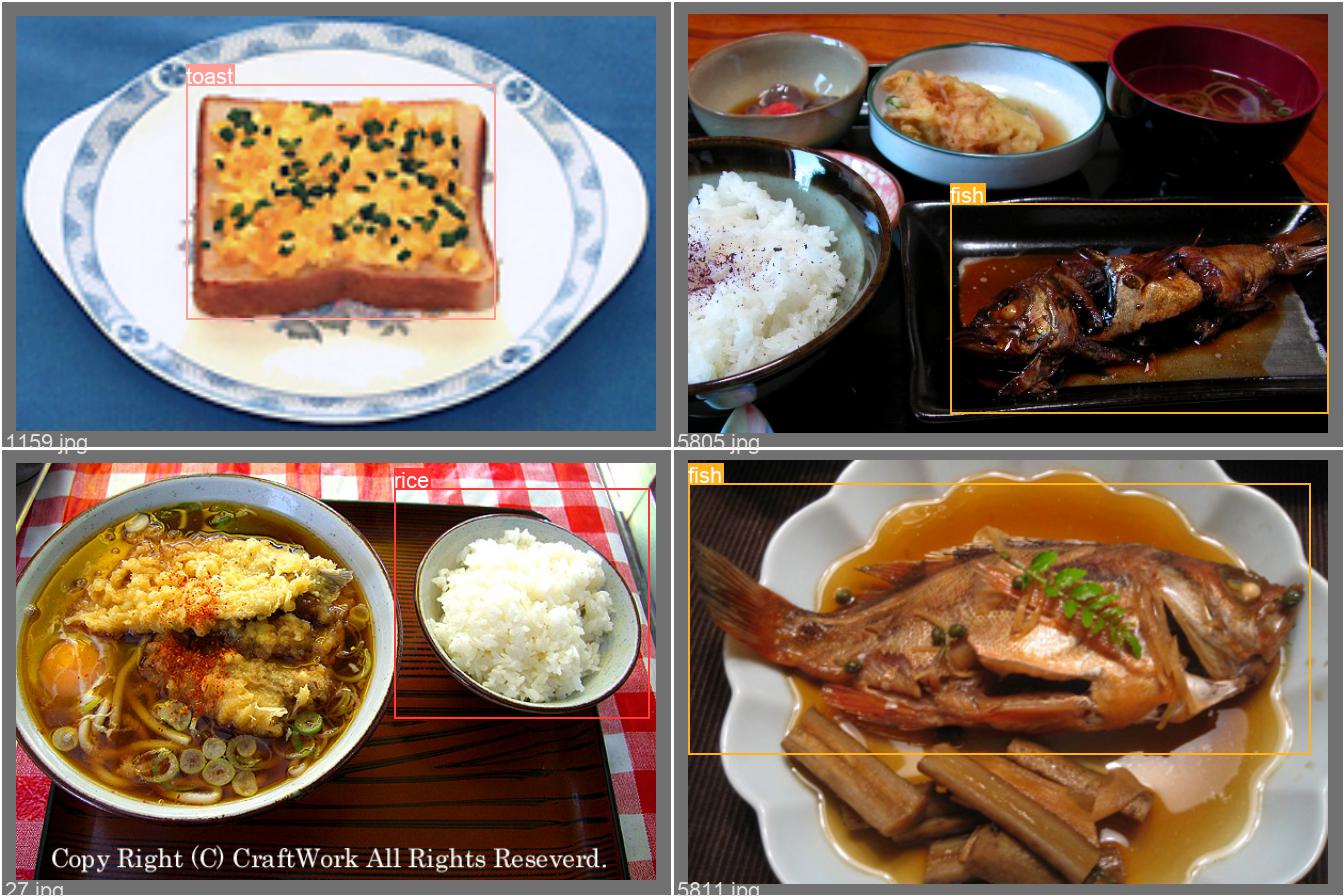 toast
fish
1159.jpg
5805.jpg
rice
fish
Copy Right (C) CraftWork All Rights Reseverd.
27.jpg
5811.jpg